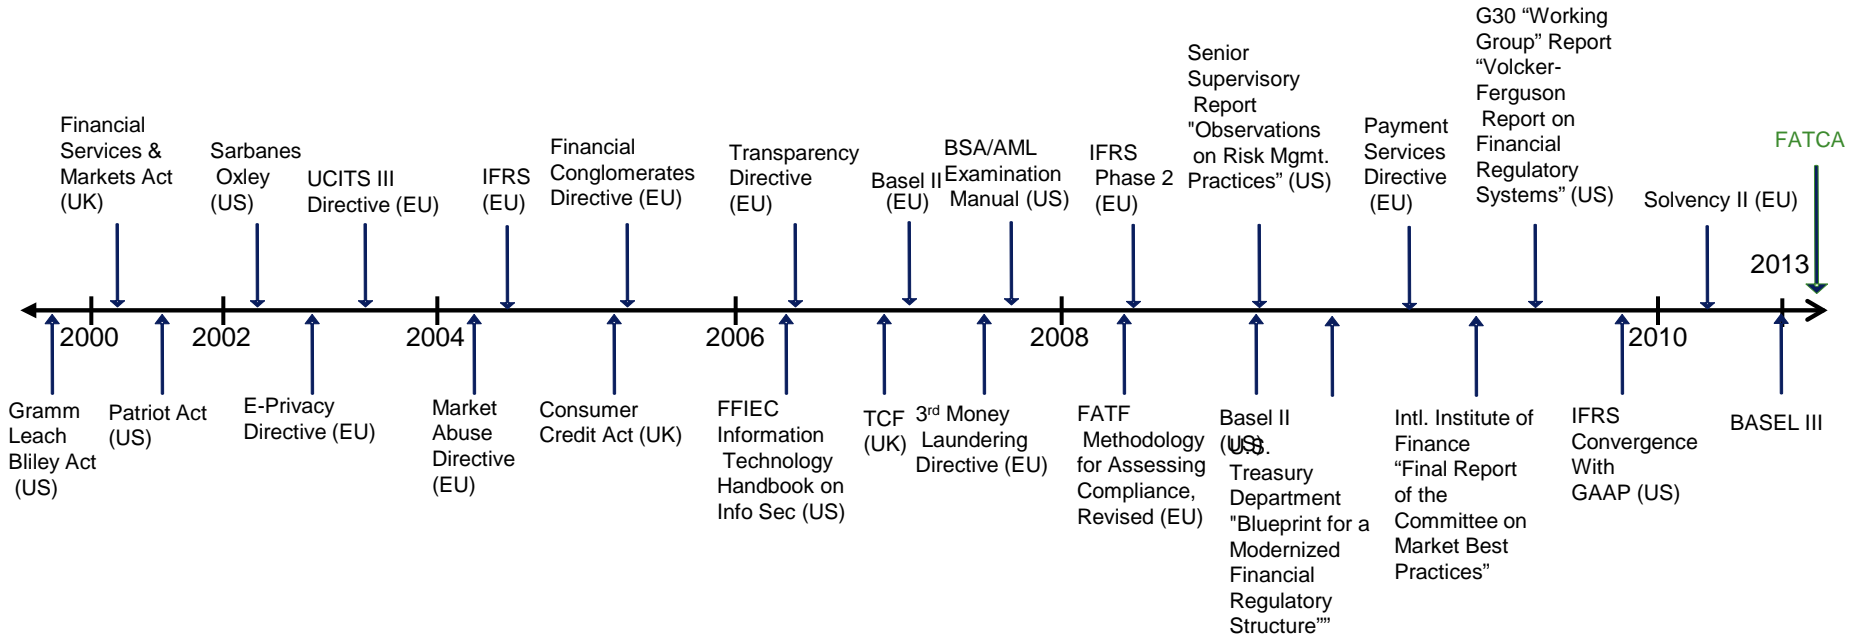 Financial
Services &
Markets Act
(UK)
Sarbanes
Oxley
(US)
UCITS III
Directive (EU)
IFRS
(EU)
Financial
Conglomerates
Directive (EU)
Transparency
Directive
(EU)
Basel II
(EU)
BSA/AML
Examination
Manual (US)
IFRS
Phase 2
(EU)
Senior
Supervisory
Report
"Observations
on Risk Mgmt.
Practices” (US)
Payment
Services
Directive
(EU)
G30 “Working
Group” Report
“Volcker-
Ferguson
Report on
Financial
Regulatory
Systems” (US)
Solvency II (EU)
FATCA
2013
2000
2002
2004
2006
2008
2010
Gramm
Leach
Bliley Act
(US)
Patriot Act
(US)
E-Privacy
Directive (EU)
Market
Abuse
Directive
(EU)
Consumer
Credit Act (UK)
FFIEC
Information
Technology
Handbook on
Info Sec (US)
TCF
(UK)
3rd Money
Laundering
Directive (EU)
FATF
Methodology
for Assessing
Compliance,
Revised (EU)
Basel II
(US)
U.S.
Treasury
Department
"Blueprint for a
Modernized
Financial
Regulatory
Structure””
Intl. Institute of
Finance
“Final Report
of the
Committee on
Market Best
Practices”
IFRS
Convergence
With
GAAP (US)
BASEL III